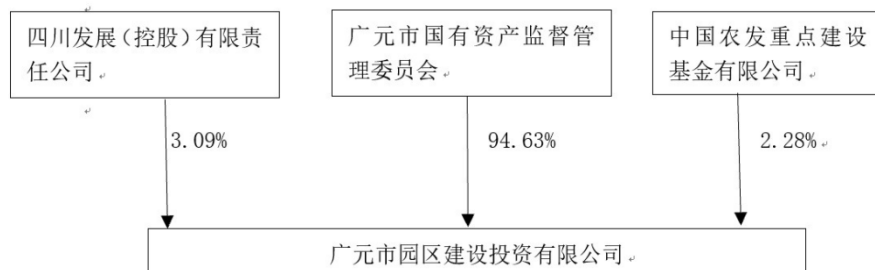 四川发展（控股）有限责
任公司
广元市国有资产监督管
理委员会
中国农发重点建设
基金有限公司
3.09%
94.63%
2.28%
广元市园区建设投资有限公司